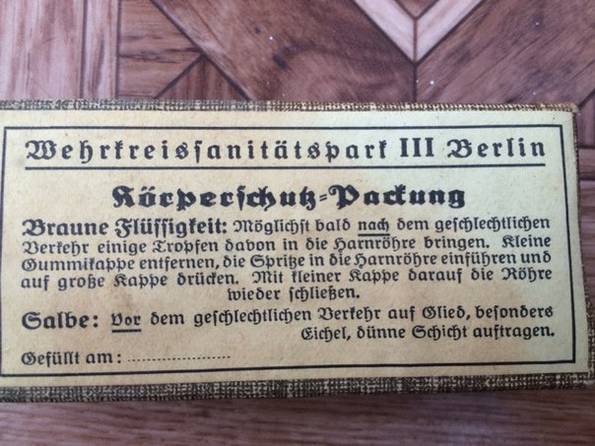 Wehrkreissanitätspark III Berlin
Körperschutz-Packung
Braune Flüssigkeit: Möglichst bald nach dem geschlechtlichen
Verkehr einige Tropfen davon in die Harnröhre bringen. Kleine
Gummikappe entfernen, die Spritze in die Harnröhre einführen und
auf große Kappe drücken. Mit kleiner Kappe darauf die Röhre
wieder schließen.
Salbe: Vor dem geschlechtlichen Verkehr auf Glied, besonders
Eichel, dünne Schicht auftragen.
Gefüllt am: ....................